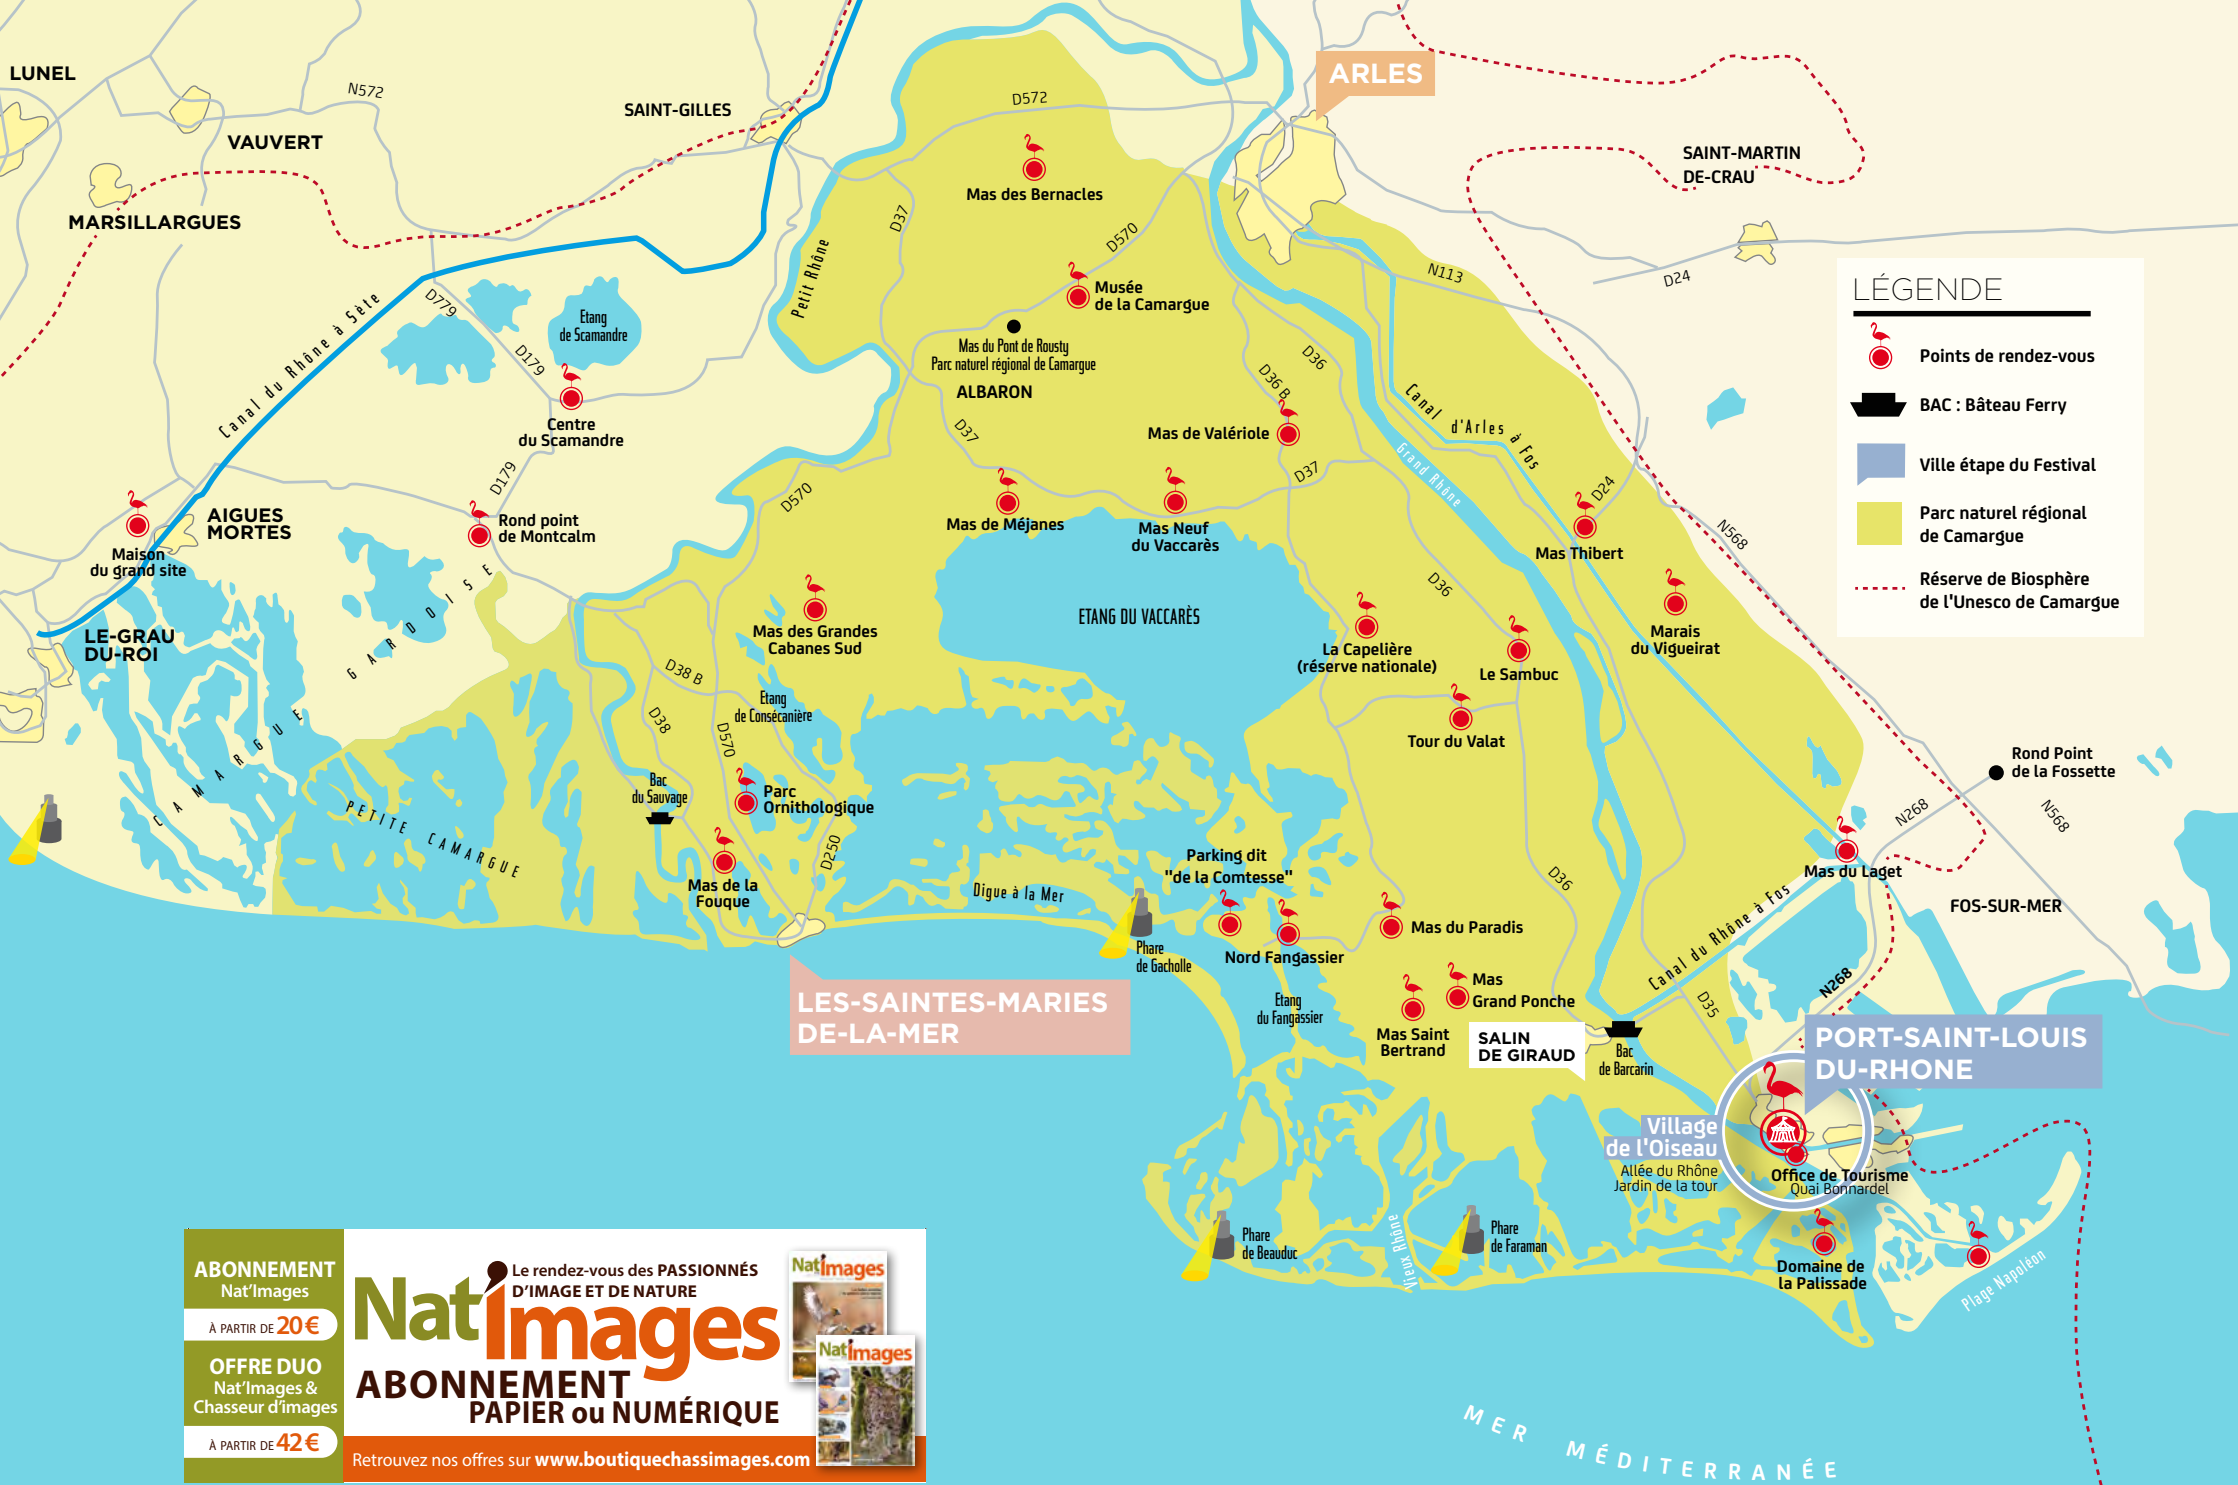 LUNEL
N572
VAUVERT
SAINT-GILLES
MARSILLARGUES
D572
ARLES
Mas des Bernacles
SAINT-MARTIN
DE-CRAU
D37
D570
Petit Rhône
N113
D24
Musée
de la Camargue
Mas du Pont de Rousty
Parc naturel régional de Camargue
ALBARON
Canal du Rhône à Sète
D779
D179
Etang
de Scamandre
Centre
du Scamandre
D179
D36
D36 B
Mas de Valériole
D37
D37
Canal d'Arles à Fos
Grand Rhône
LÉGENDE
Points de rendez-vous
BAC : Bâteau Ferry
Ville étape du Festival
Parc naturel régional
de Camargue
Réserve de Biosphère
de l'Unesco de Camargue
Maison
du grand site
AIGUES
MORTES
Rond point
de Montcalm
D570
Mas de Méjanes
Mas Neuf
du Vaccarès
D24
Mas Thibert
N568
LE-GRAU
DU-ROI
CAMARGUE GARDOISE
Mas des Grandes
Cabanes Sud
ETANG DU VACCARÈS
D36
La Capelière
(réserve nationale)
Le Sambuc
Marais
du Vigueirat
Tour du Valat
D38 B
D38
D570
Etang
de Consécanière
Bac
du Sauvage
Parc
Ornithologique
Mas de la
Fouque
D250
PETITE CAMARGUE
Digue à la Mer
Phare
de Gacholle
Parking dit
"de la Comtesse"
Nord Fangassier
Etang
du Fangassier
Mas du Paradis
Mas
Grand Ponche
Mas Saint
Bertrand
D36
SALIN
DE GIRAUD
Bac
de Barcarin
Canal du Rhône à Fos
D35
N268
Mas du Laget
N268
Rond Point
de la Fossette
N568
FOS-SUR-MER
LES-SAINTES-MARIES
DE-LA-MER
PORT-SAINT-LOUIS
DU-RHONE
Village
de l'Oiseau
Allée du Rhône
Jardin de la tour
Office de Tourisme
Quai Bonnardel
Domaine de
la Palissade
Plage Napoléon
Phare
de Beauduc
Vieux Rhône
Phare
de Faraman
MER MÉDITERRANÉE
ABONNEMENT
Nat'Images
À PARTIR DE 20€
OFFRE DUO
Nat'Images &
Chasseur d'images
À PARTIR DE 42€
Nat'images
Le rendez-vous des PASSIONNÉS
D'IMAGE ET DE NATURE
ABONNEMENT
PAPIER ou NUMÉRIQUE
Retrouvez nos offres sur www.boutiquechassimages.com
Nat'images
Nat'images